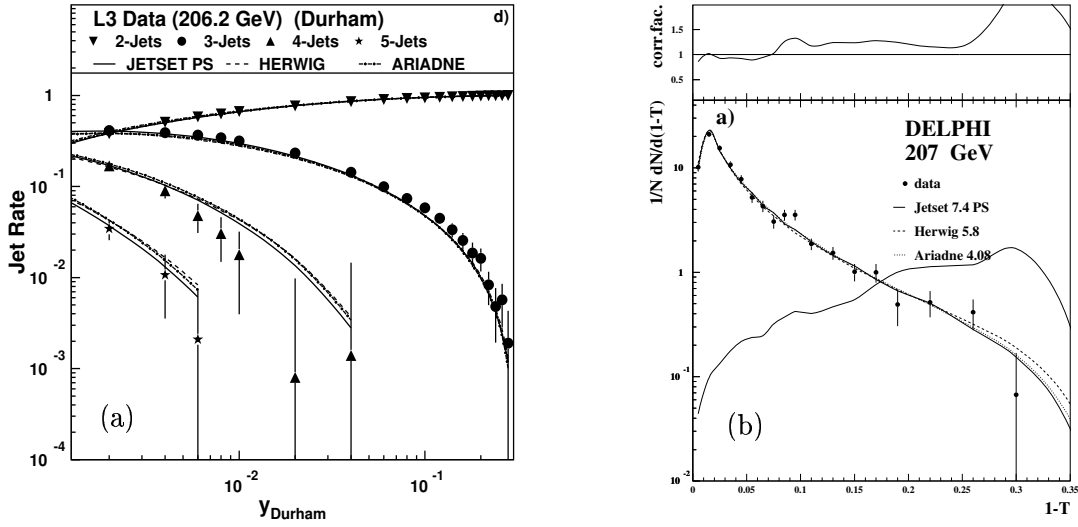 L3 Data (206.2 GeV) (Durham) d)
2-Jets 3-Jets 4-Jets 5-Jets
JETSET PS HERWIG ARIADNE
Jet Rate
1
10 -1
10 -2
10 -3
10 -4
(a)
10 -2
10 -1
yDurham
corr.fac.
1.5
1
0.5
a)
DELPHI
207 GeV
data
Jetset 7.4 PS
Herwig 5.8
Ariadne 4.08
1/N dN/d(1-T)
10
1
10 -1
10 -2
(b)
0 0.05 0.1 0.15 0.2 0.25 0.3 0.35
1-T